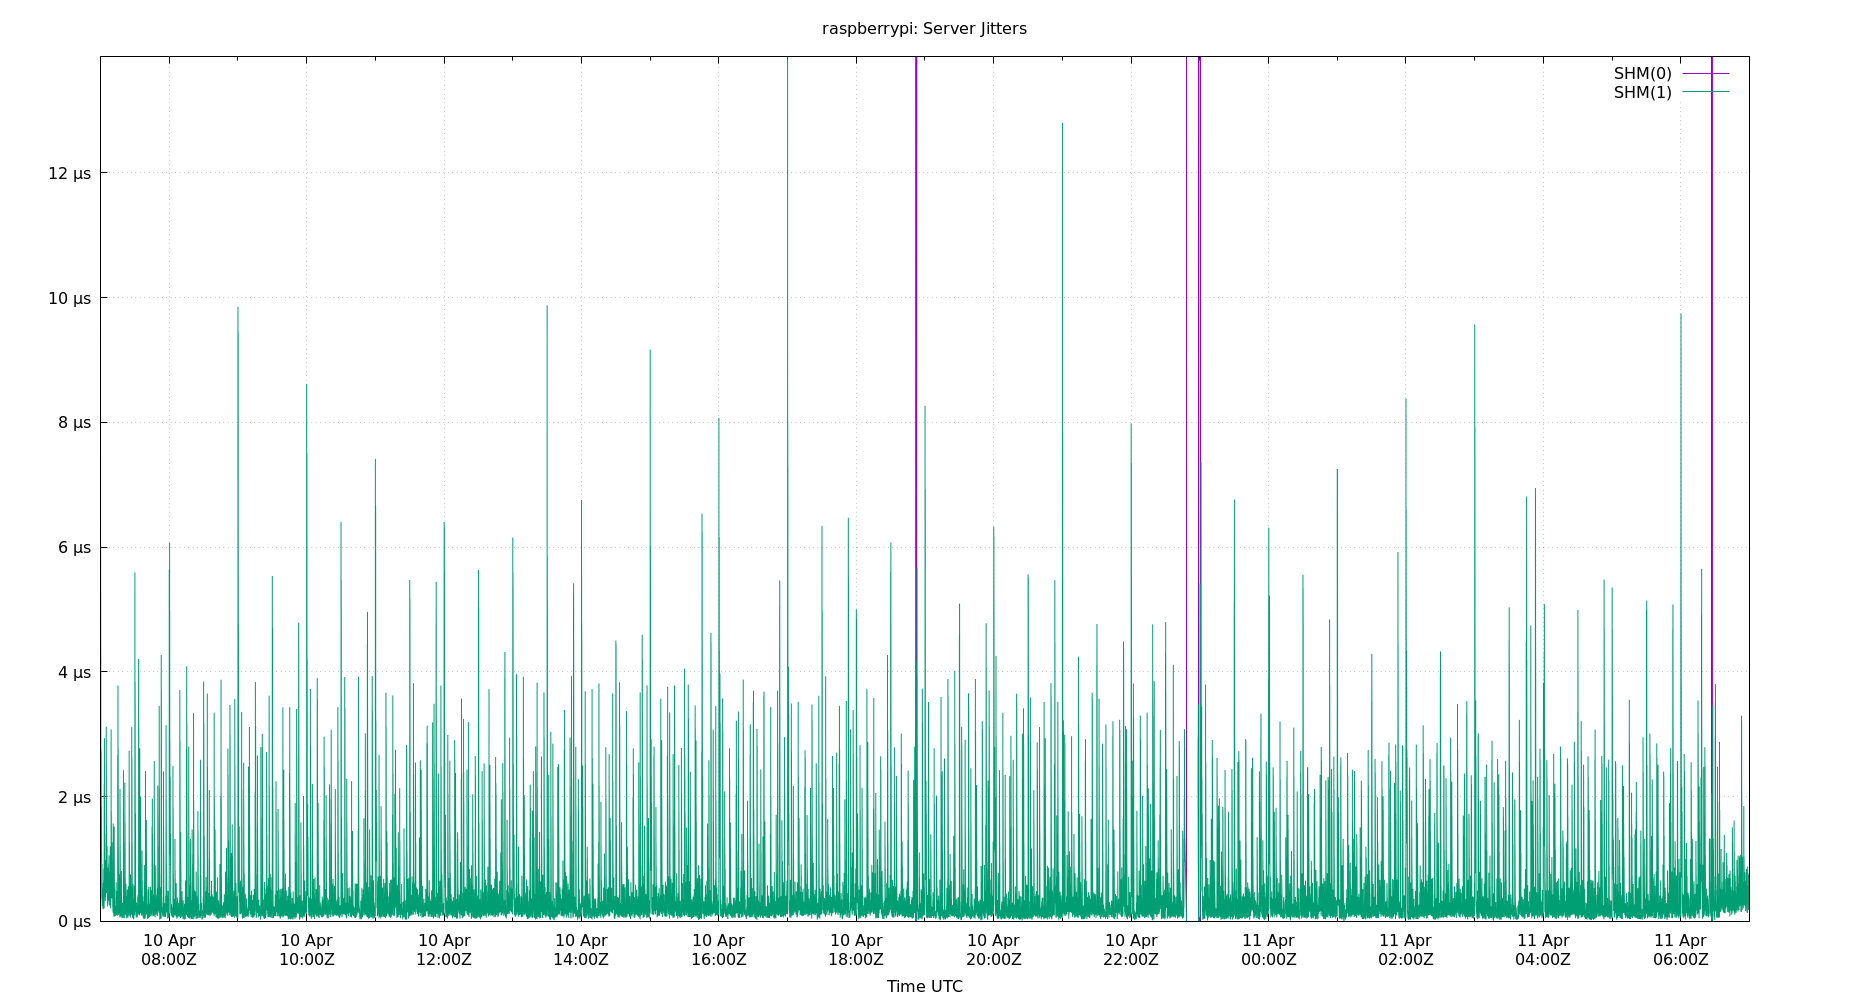 raspberrypi: Server Jitters
SHM(0)
SHM(1)
12 µs
10 µs
8 µs
6 µs
4 µs
2 µs
0 µs
10 Apr 10 Apr 10 Apr 10 Apr 10 Apr 10 Apr 10 Apr 10 Apr 11 Apr 11 Apr 11 Apr 11 Apr
08:00Z 10:00Z 12:00Z 14:00Z 16:00Z 18:00Z 20:00Z 22:00Z 00:00Z 02:00Z 04:00Z 06:00Z
Time UTC